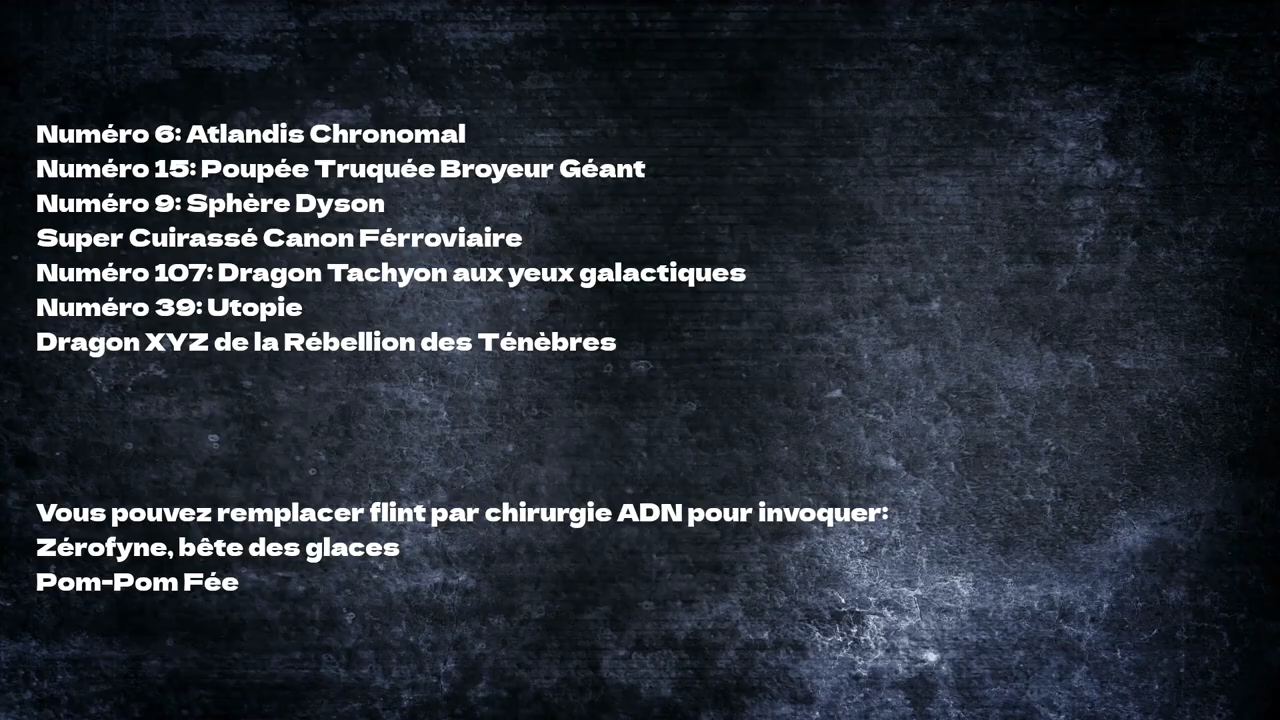 Numéro 6: Atlandis Chronomal
Numéro 15: Poupée Truquée Broyeur Géant
Numéro 9: Sphère Dyson
Super Cuirassé Canon Férroviaire
Numéro 107: Dragon Tachyon aux yeux galactiques
Numéro 39: Utopie
Dragon XYZ de la Rébellion des Ténèbres
Vous pouvez remplacer flint par chirurgie ADN pour invoquer:
Zérofyne, bête des glaces
Pom-Pom Fée